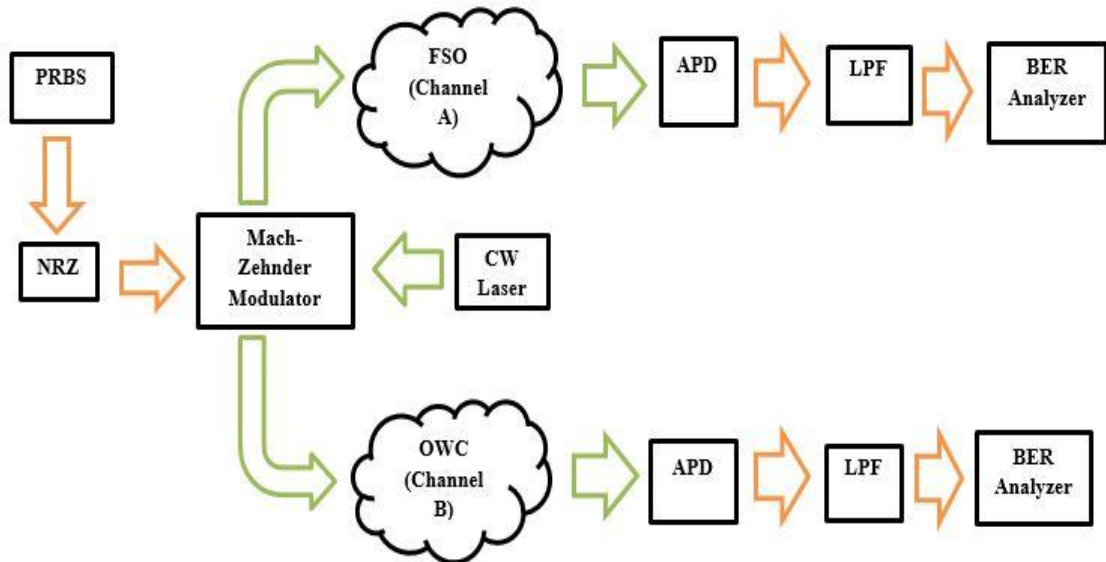 PRBS
NRZ
Mach-
Zehnder
Modulator
CW
Laser
FSO
(Channel
A)
APD
LPF
BER
Analyzer
OWC
(Channel
B)
APD
LPF
BER
Analyzer